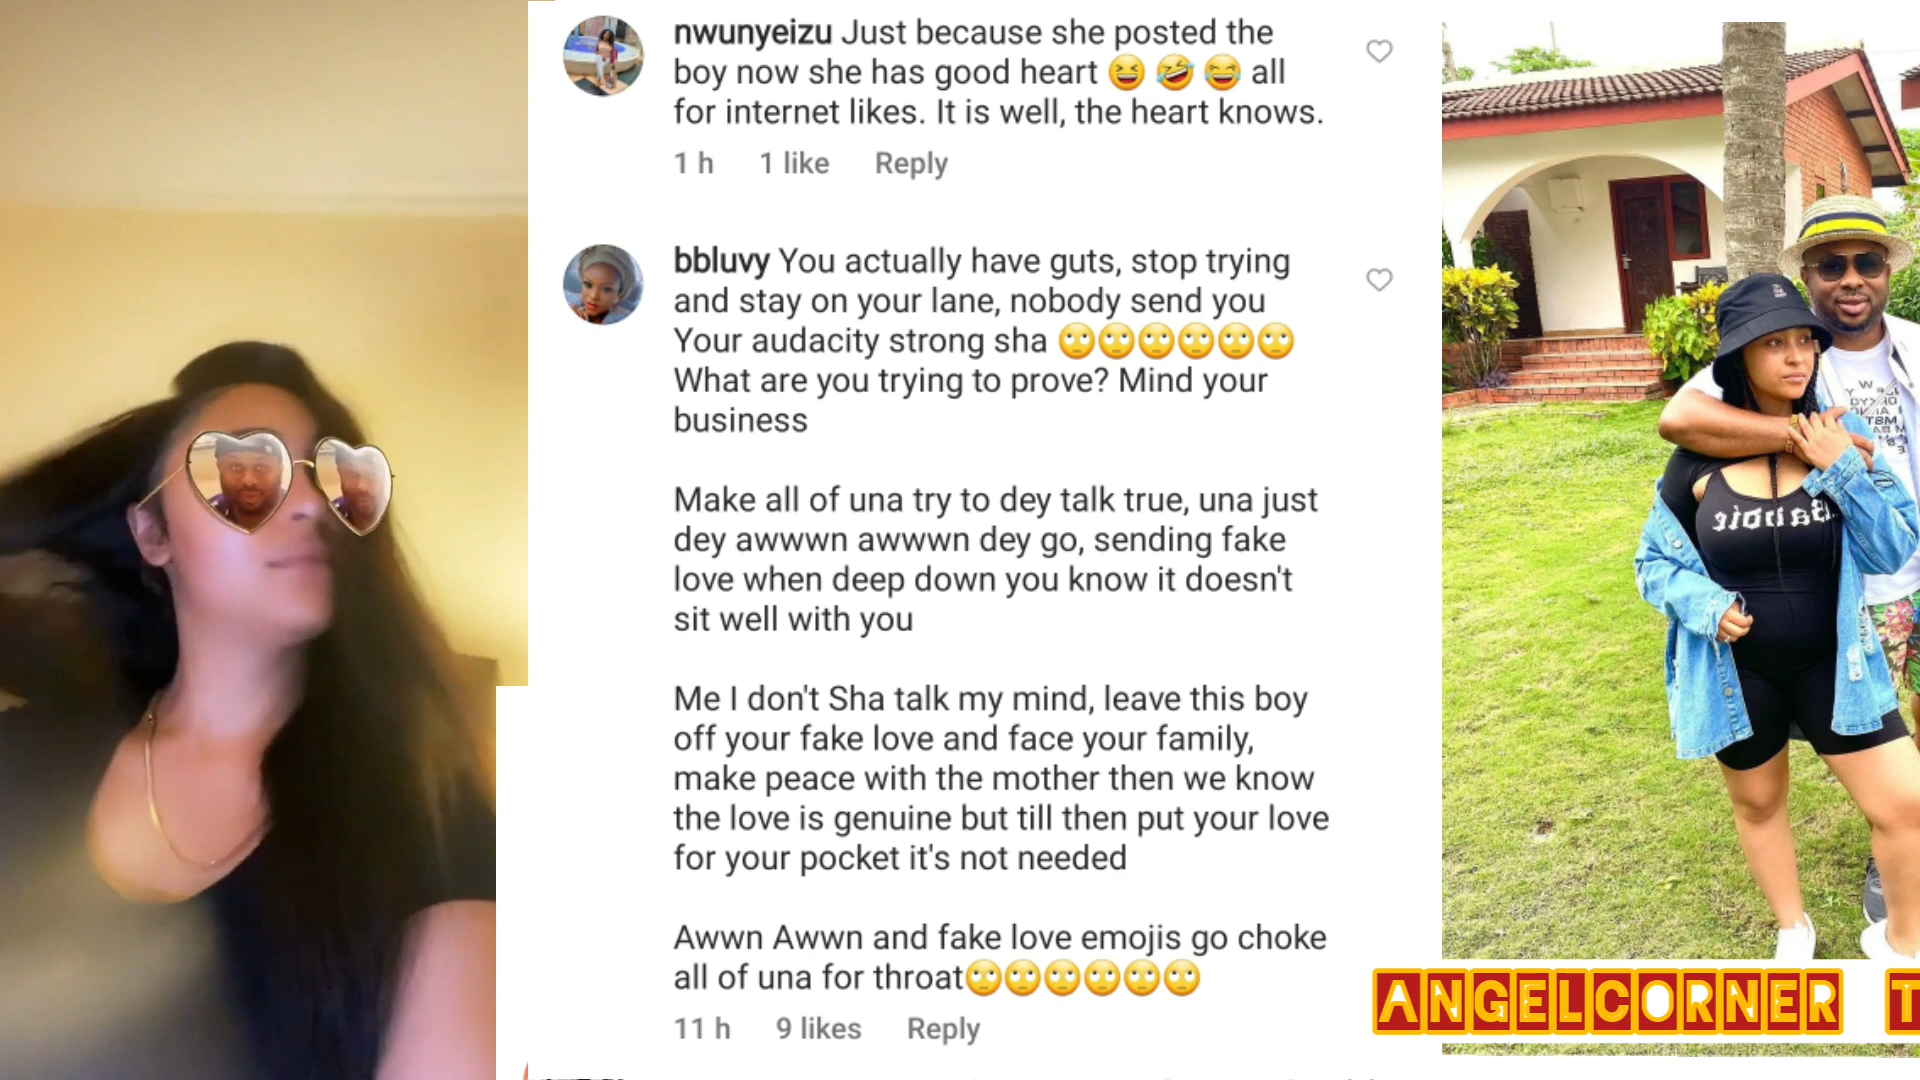 nwunyeizu Just because she posted the
boy now she has good heart 😆 🤣 😂 all
for internet likes. It is well, the heart knows.
1 h 1 like Reply
bbluvy You actually have guts, stop trying
and stay on your lane, nobody send you
Your audacity strong sha 🙄🙄🙄🙄🙄🙄
What are you trying to prove? Mind your
business
Make all of una try to dey talk true, una just
dey awwwn awwwn dey go, sending fake
love when deep down you know it doesn't
sit well with you
Me I don't Sha talk my mind, leave this boy
off your fake love and face your family,
make peace with the mother then we know
the love is genuine but till then put your love
for your pocket it's not needed
Awwn Awwn and fake love emojis go choke
all of una for throat🙄🙄🙄🙄🙄🙄
11 h 9 likes Reply
ANGELCORNER T